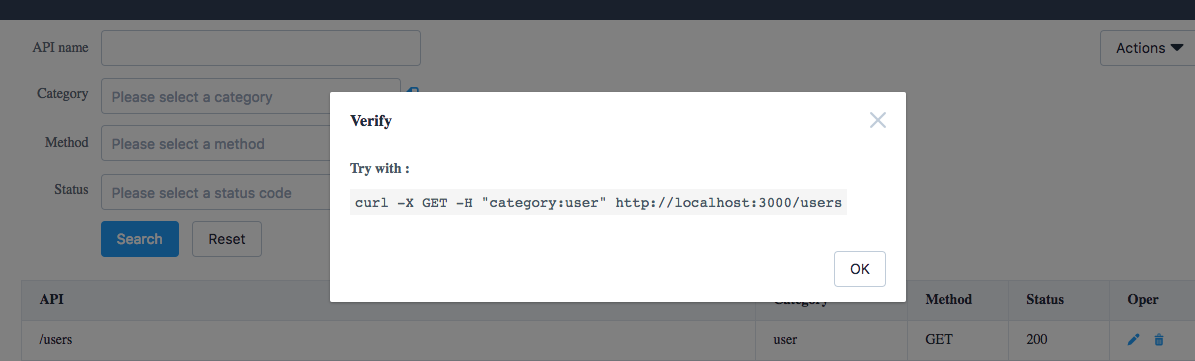 API name
Actions
Category
Please select a category
Method
Please select a method
Status
Please select a status code
Search
Reset
Verify
Try with :
curl -X GET -H "category:user" http://localhost:3000/users
OK
API
Category
Method
Status
Oper
/users
user
GET
200